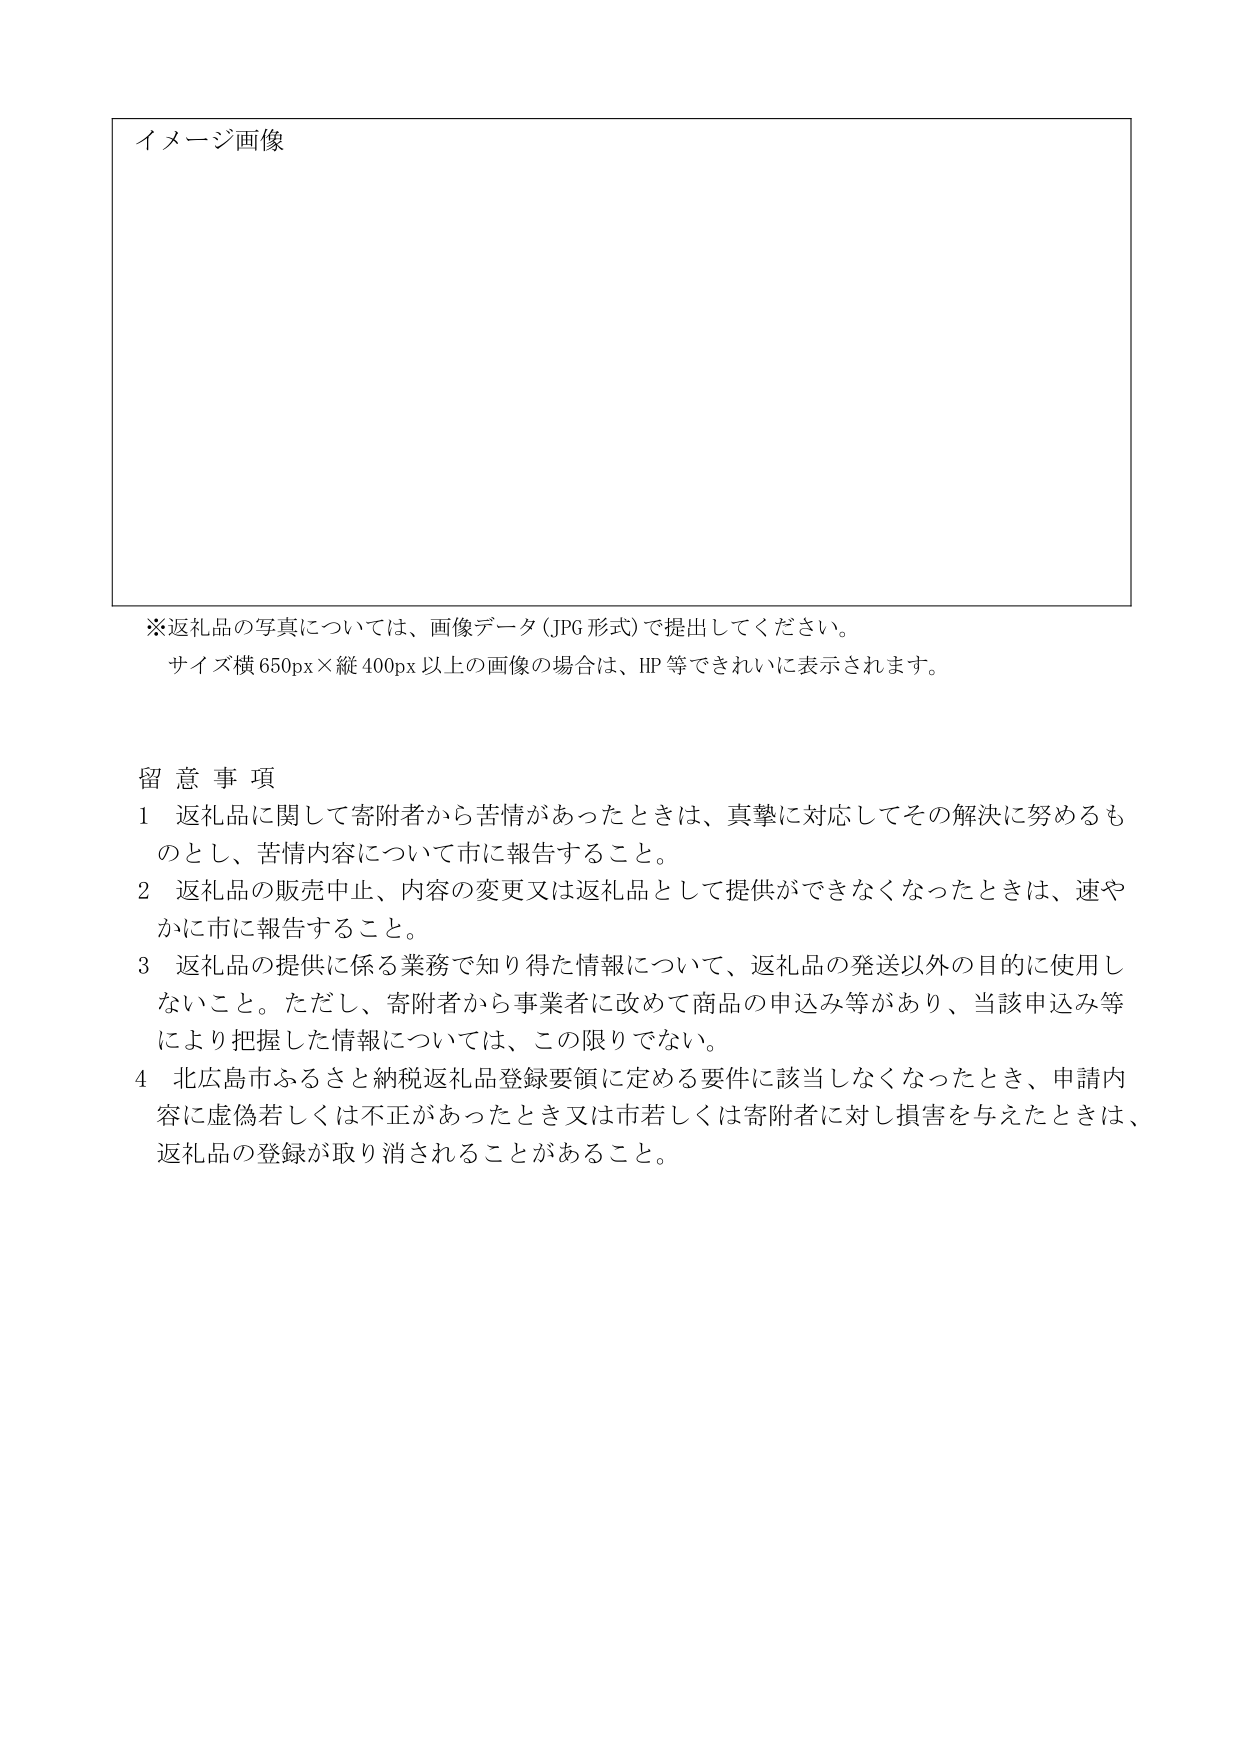 イメージ画像
※返礼品の写真については、画像データ(JPG形式)で提出してください。
サイズ横650px×縦400px以上の画像の場合は、HP等できれいに表示されます。
留意事項
1　返礼品に関して寄附者から苦情があったときは、真摯に対応してその解決に努めるも
のとし、苦情内容について市に報告すること。
2　返礼品の販売中止、内容の変更又は返礼品として提供ができなくなったときは、速や
かに市に報告すること。
3　返礼品の提供に係る業務で知り得た情報について、返礼品の発送以外の目的に使用し
ないこと。ただし、寄附者から事業者に改めて商品の申込み等があり、当該申込み等
により把握した情報については、この限りでない。
4　北広島市ふるさと納税返礼品登録要領に定める要件に該当しなくなったとき、申請内
容に虚偽若しくは不正があったとき又は市若しくは寄附者に対し損害を与えたときは、
返礼品の登録が取り消されることがあること。